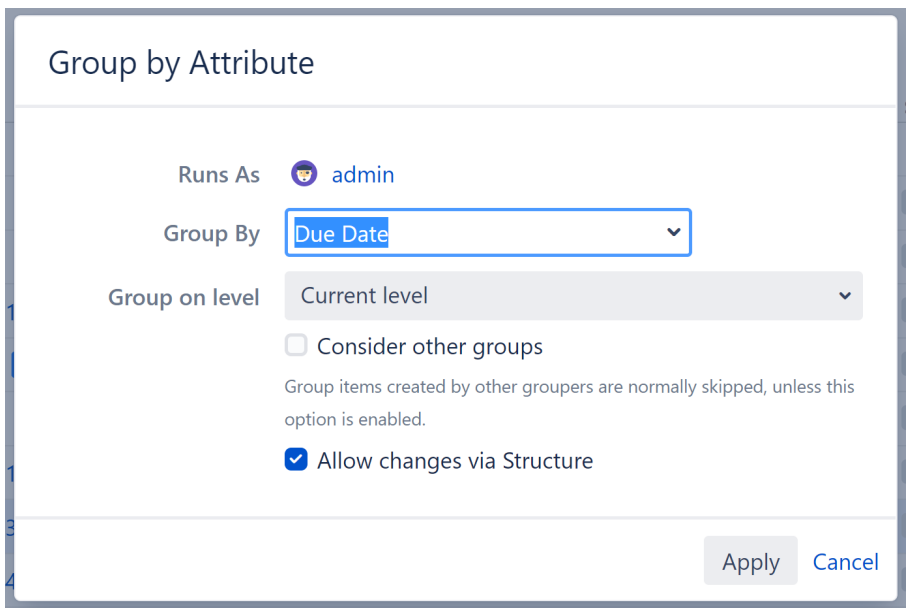 Group by Attribute
Runs As admin
Group By Due Date
Group on level Current level
Consider other groups
Group items created by other groupers are normally skipped, unless this
option is enabled.
Allow changes via Structure
Apply Cancel